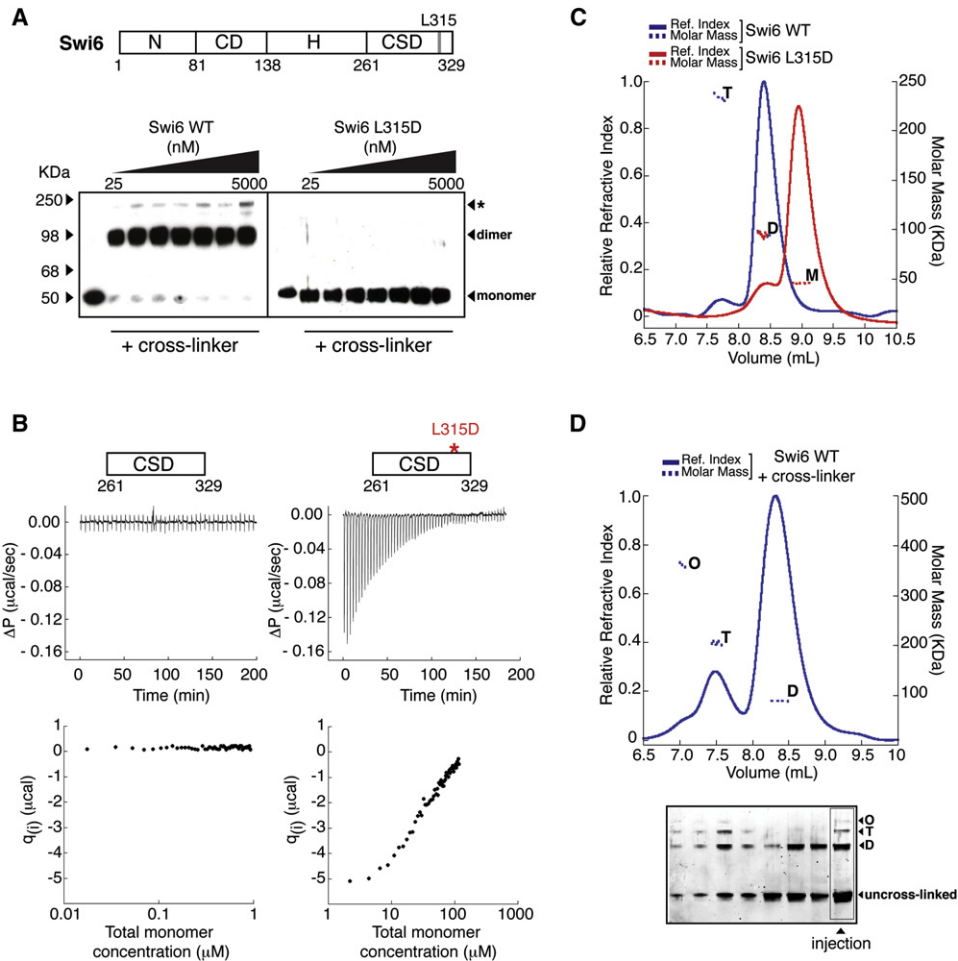 A
L315
Swi6
N CD H CSD
1 81 138 261 329
Swi6 WT
(nM)
Swi6 L315D
(nM)
KDa
25 5000 25 5000
250
*
98
dimer
68
50
monomer
+ cross-linker + cross-linker
B
L315D
*
CSD CSD
261 329 261 329
ΔP (μcal/sec)
0.00
- 0.04
- 0.08
- 0.12
- 0.16
0 50 100 150 200
Time (min)
ΔP (μcal/sec)
0.00
- 0.04
- 0.08
- 0.12
- 0.16
0 50 100 150 200
Time (min)
q(i) (μcal)
1
0
-1
-2
-3
-4
-5
0.01 0.1 1
Total monomer
concentration (μM)
q(i) (μcal)
1
0
-1
-2
-3
-4
-5
1 10 100 1000
Total monomer
concentration (μM)
C
Ref. Index
Molar Mass
Swi6 WT
Ref. Index
Molar Mass
Swi6 L315D
Relative Refractive Index
1.0
0.8
0.6
0.4
0.2
0
T
D
M
250
200
150
100
50
0
Molar Mass (KDa)
6.5 7.0 7.5 8.0 8.5 9.0 9.5 10.0 10.5
Volume (mL)
D
Ref. Index
Molar Mass
Swi6 WT
+ cross-linker
Relative Refractive Index
1.0
0.8
0.6
0.4
0.2
0
O
T
D
500
400
300
200
100
Molar Mass (KDa)
6.5 7.0 7.5 8.0 8.5 9.0 9.5 10
Volume (mL)
O
T
D
uncross-linked
injection